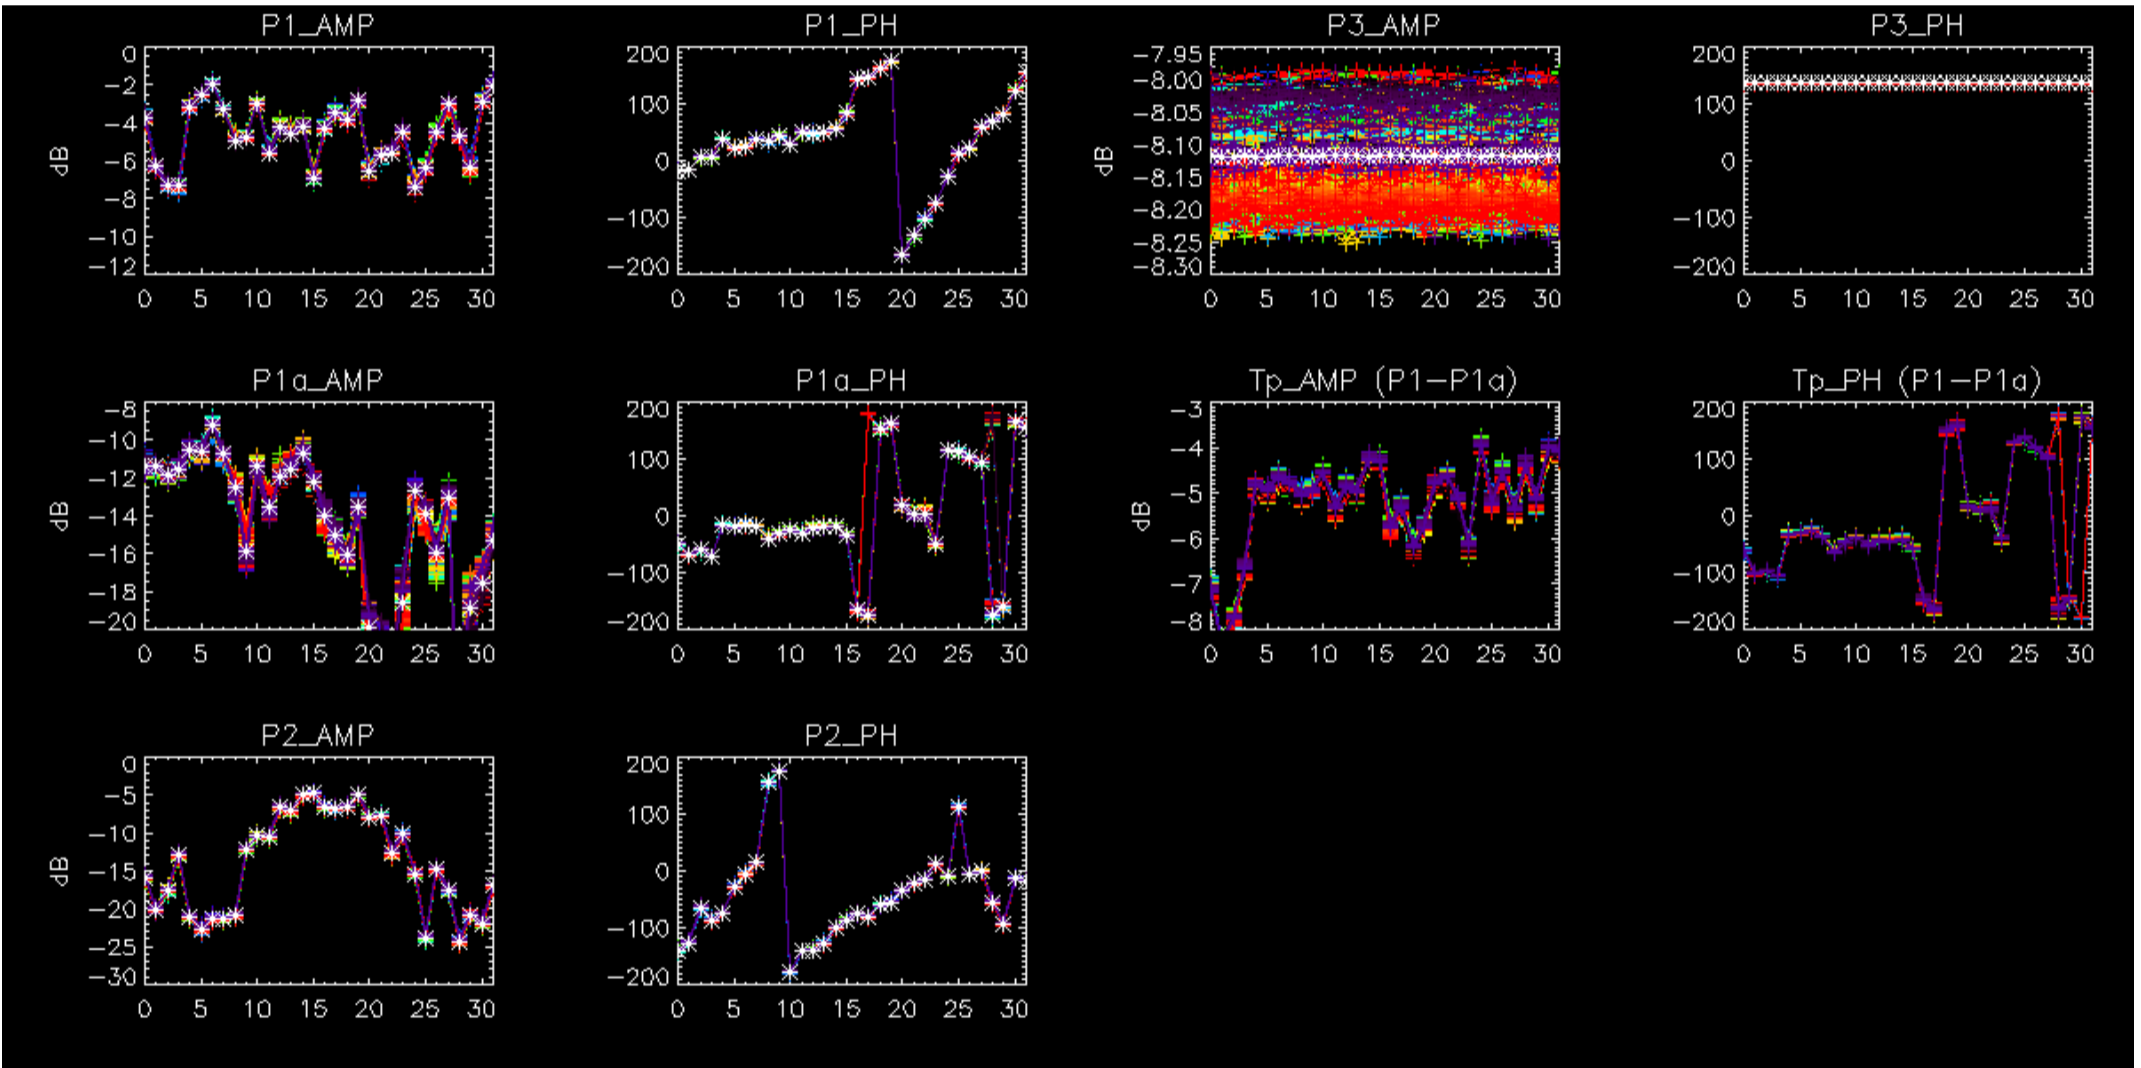 P1_AMP
0
−2
−4
−6
−8
−10
−12
dB
0 5 10 15 20 25 30
P1_PH
200
100
0
−100
−200
0 5 10 15 20 25 30
P3_AMP
−7.95
−8.00
−8.05
−8.10
−8.15
−8.20
−8.25
−8.30
dB
0 5 10 15 20 25 30
P3_PH
200
100
0
−100
−200
0 5 10 15 20 25 30
P1a_AMP
−8
−10
−12
−14
−16
−18
−20
dB
0 5 10 15 20 25 30
P1a_PH
200
100
0
−100
−200
0 5 10 15 20 25 30
Tp_AMP (P1−P1a)
−3
−4
−5
−6
−7
−8
dB
0 5 10 15 20 25 30
Tp_PH (P1−P1a)
200
100
0
−100
−200
0 5 10 15 20 25 30
P2_AMP
0
−5
−10
−15
−20
−25
−30
dB
0 5 10 15 20 25 30
P2_PH
200
100
0
−100
−200
0 5 10 15 20 25 30